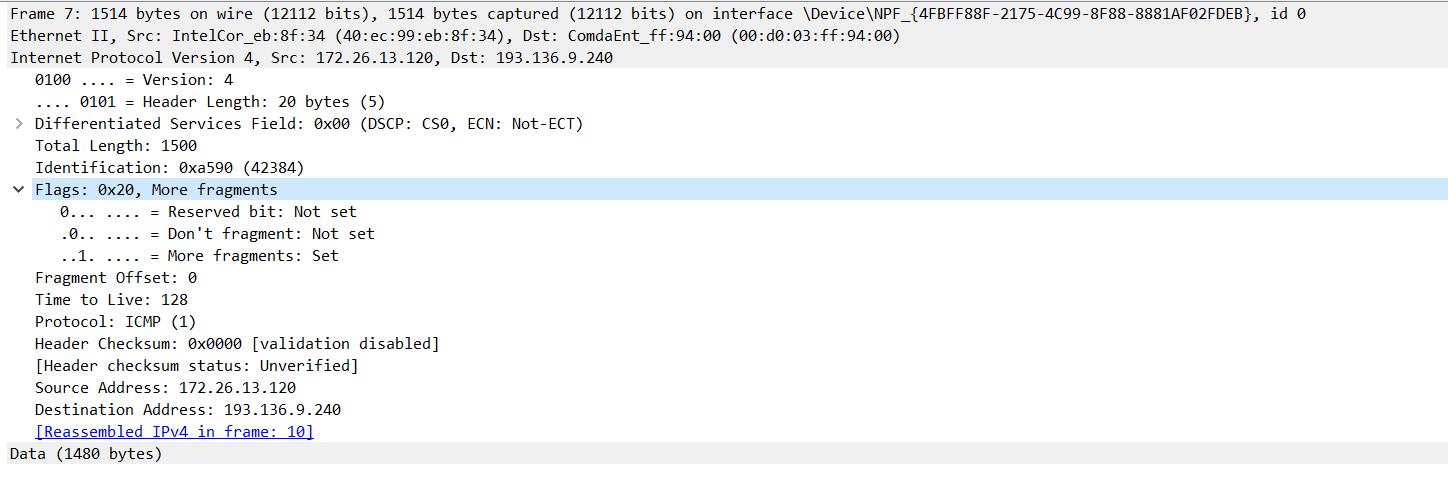 Frame 7: 1514 bytes on wire (12112 bits), 1514 bytes captured (12112 bits) on interface \Device\NPF_{4FBFF88F-2175-4C99-8F88-8881AF02FDEB}, id 0
Ethernet II, Src: IntelCor_eb:8f:34 (40:ec:99:eb:8f:34), Dst: ComdaEnt_ff:94:00 (00:d0:03:ff:94:00)
Internet Protocol Version 4, Src: 172.26.13.120, Dst: 193.136.9.240
0100 .... = Version: 4
.... 0101 = Header Length: 20 bytes (5)
Differentiated Services Field: 0x00 (DSCP: CS0, ECN: Not-ECT)
Total Length: 1500
Identification: 0xa590 (42384)
Flags: 0x20, More fragments
0... .... = Reserved bit: Not set
.0.. .... = Don't fragment: Not set
..1. .... = More fragments: Set
Fragment Offset: 0
Time to Live: 128
Protocol: ICMP (1)
Header Checksum: 0x0000 [validation disabled]
[Header checksum status: Unverified]
Source Address: 172.26.13.120
Destination Address: 193.136.9.240
[Reassembled IPv4 in frame: 10]
Data (1480 bytes)